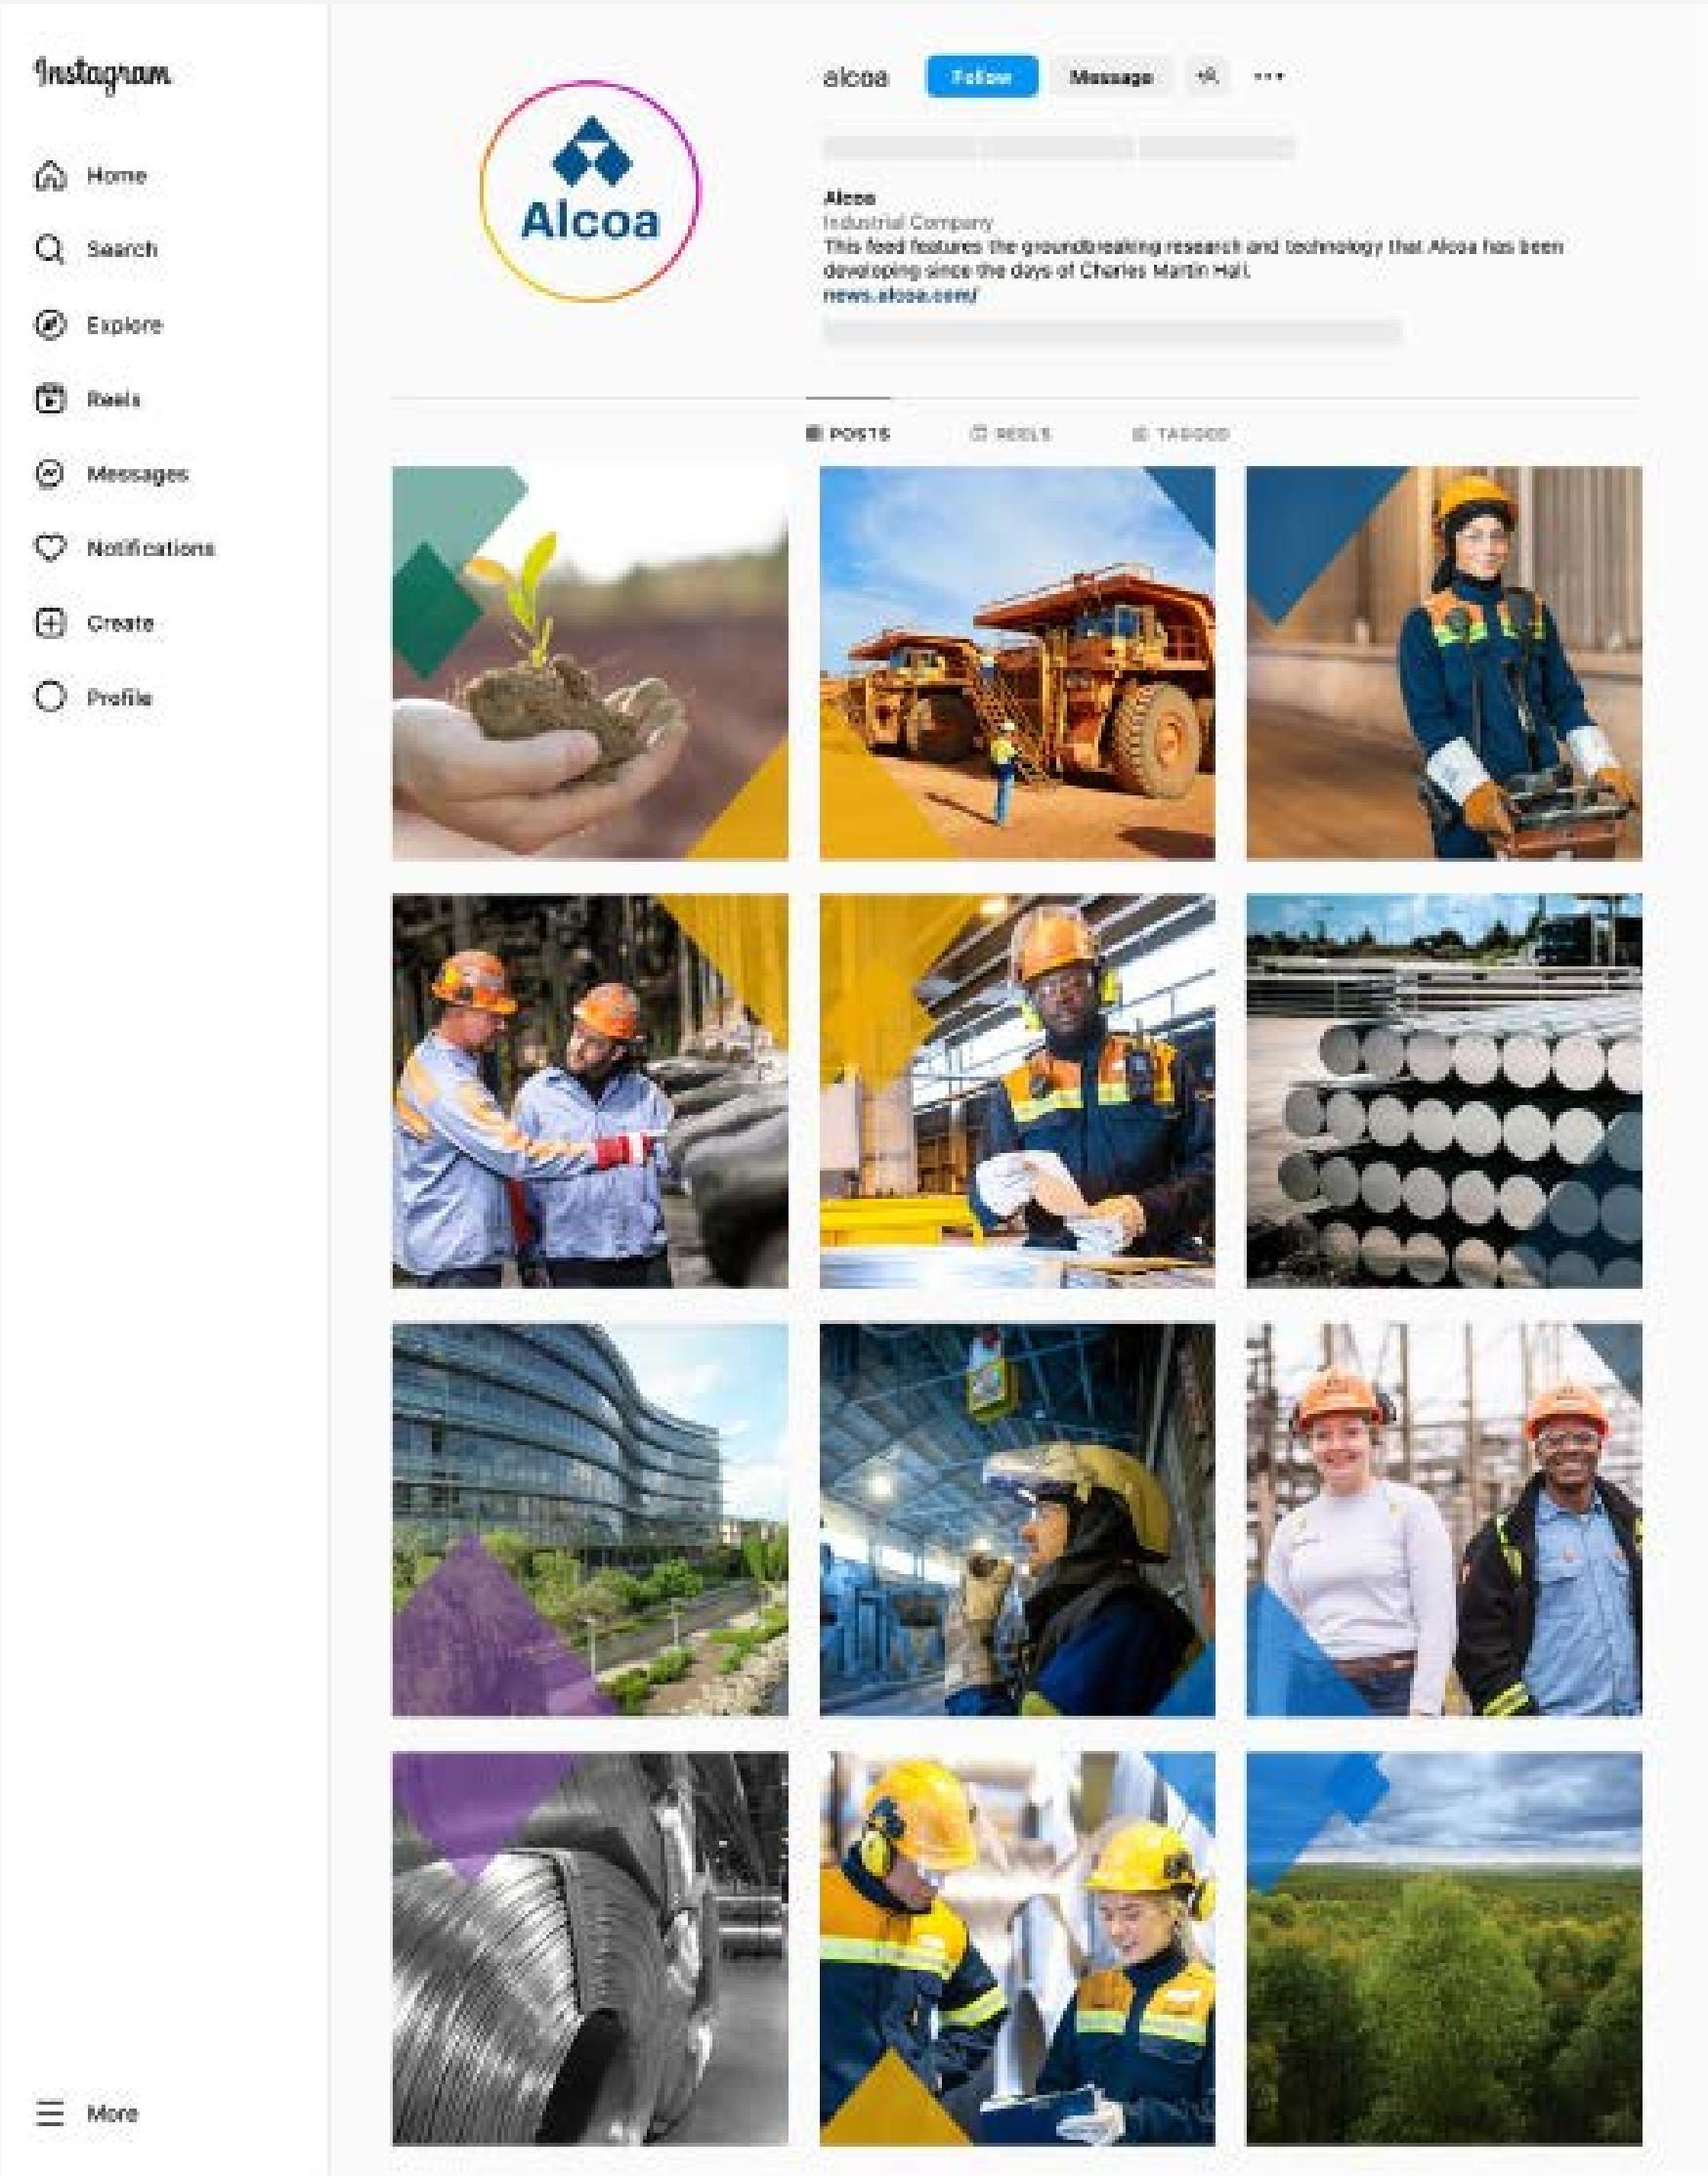 Instagram
Home
Search
Explore
Reels
Messages
Notifications
Create
Profile
More
Alcoa
alcoa
Follow
Message
Alcoa
Industrial Company
This feed features the groundbreaking research and technology that Alcoa has been
developing since the days of Charles Martin Hall.
news.alcoa.com/
POSTS
REELS
TAGGED